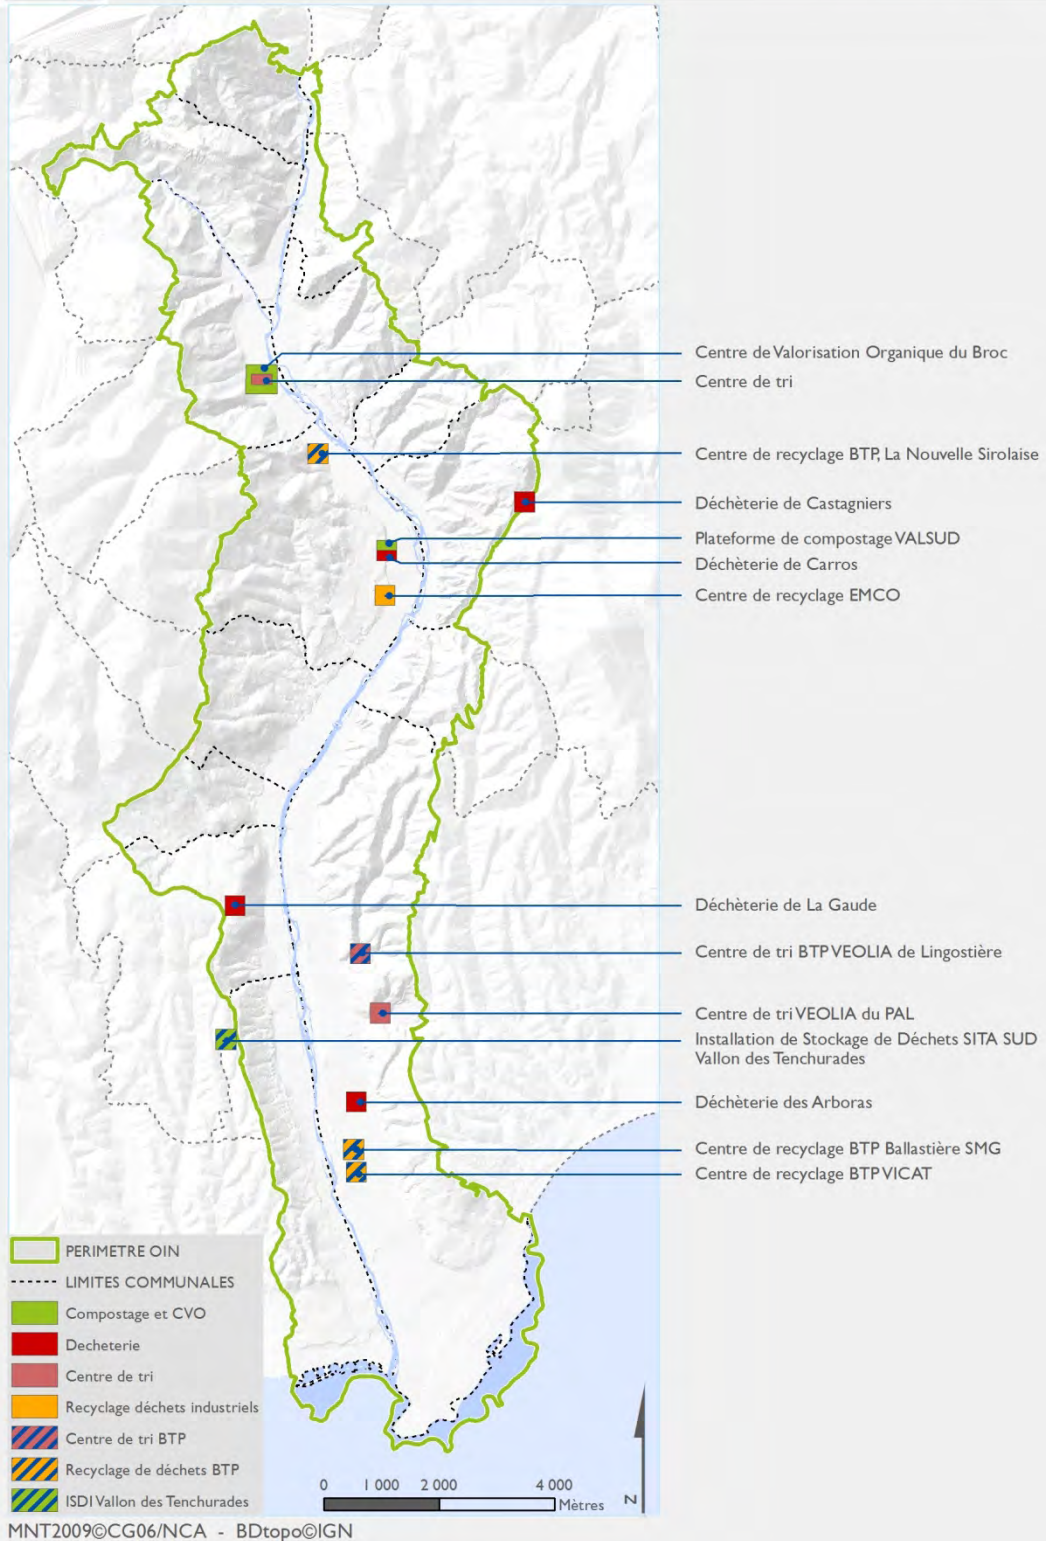 Centre de Valorisation Organique du Broc
Centre de tri
Centre de recyclage BTP, La Nouvelle Sirolaise
Déchèterie de Castagniers
Plateforme de compostage VALSUD
Déchèterie de Carros
Centre de recyclage EMCO
Déchèterie de La Gaude
Centre de tri BTP VEOLIA de Lingostière
Centre de tri VEOLIA du PAL
Installation de Stockage de Déchets SITA SUD
Vallon des Tenchurades
Déchèterie des Arboras
Centre de recyclage BTP Ballastière SMG
Centre de recyclage BTP VICAT
PERIMETRE OIN
LIMITES COMMUNALES
Compostage et CVO
Decheterie
Centre de tri
Recyclage déchets industriels
Centre de tri BTP
Recyclage de déchets BTP
ISDI Vallon des Tenchurades
0 1 000 2 000 4 000
Mètres
N
MNT2009©CG06/NCA - BDtopo©IGN